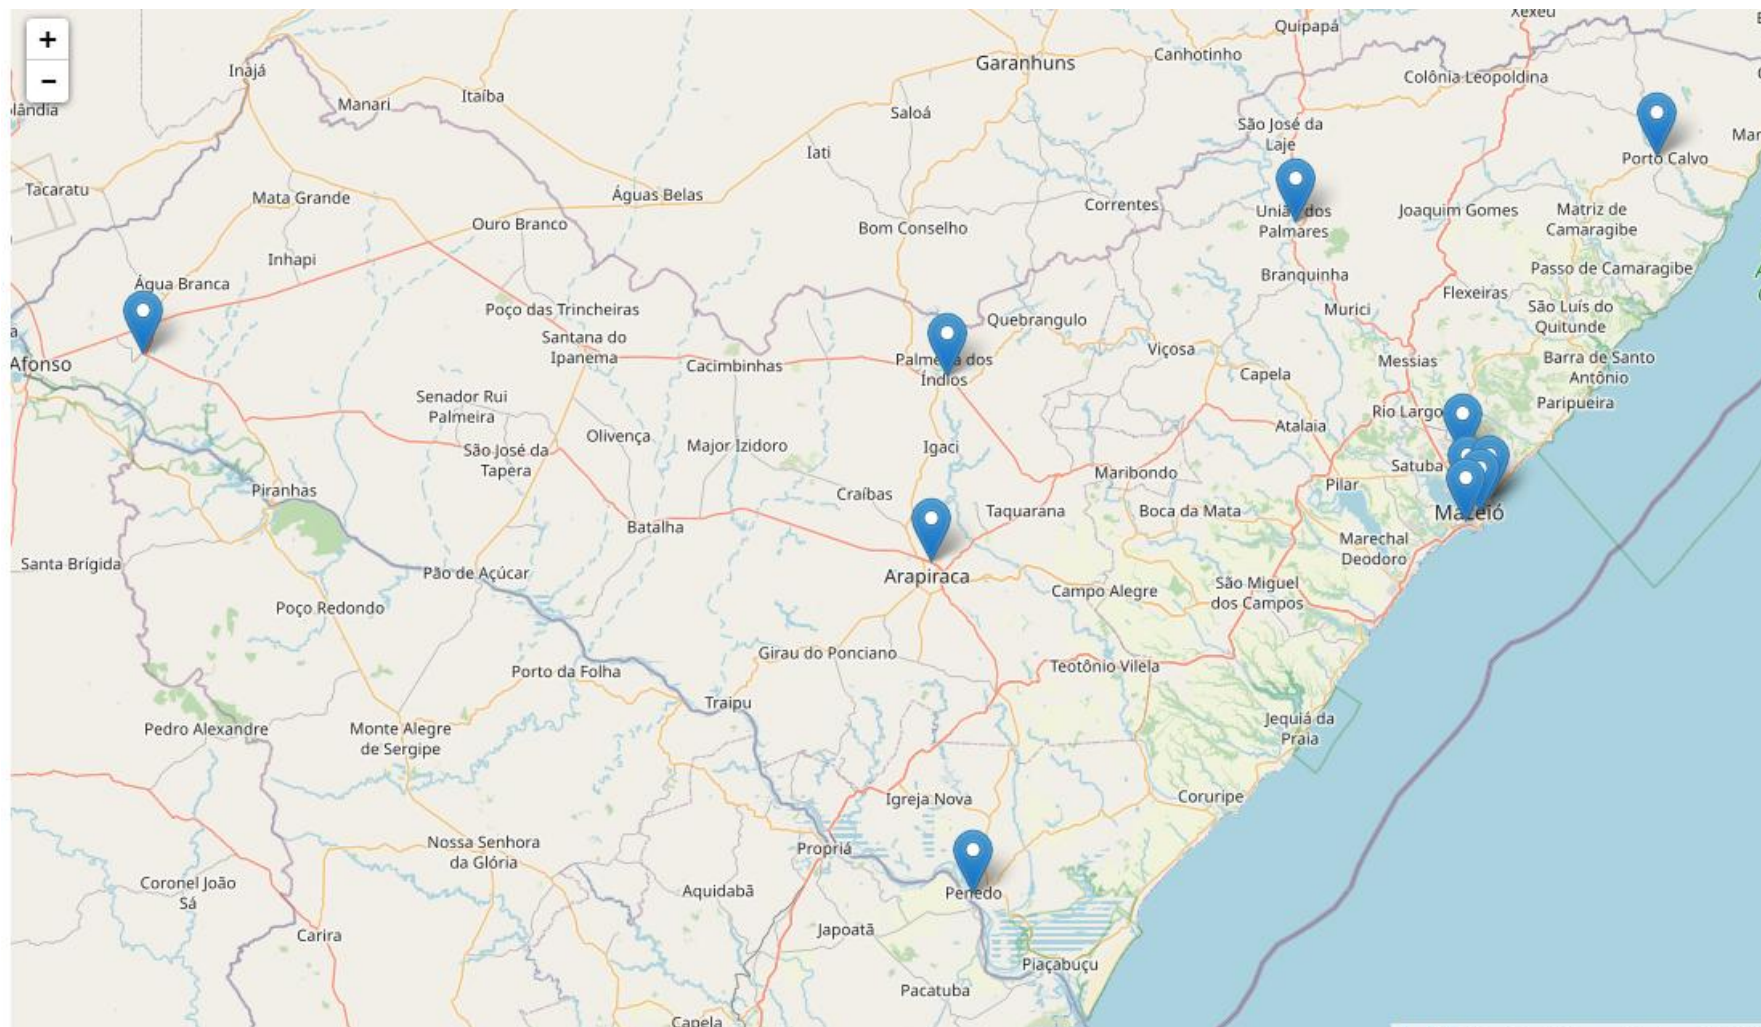 Xexéu
Quipapá
+
Garanhuns
Canhotinho
Inajá
Colônia Leopoldina
−
Itaíba
Manari
Saloá
lândia
São José da
Laje
Mar
Iati
Porto Calvo
Tacaratu
Águas Belas
Mata Grande
Correntes
União dos
Palmares
Joaquim Gomes
Matriz de
Camaragibe
Ouro Branco
Bom Conselho
Inhapi
Passo de Camaragibe
Branquinha
Água Branca
Flexeiras
Poço das Trincheiras
Murici
São Luís do
Quitunde
Quebrangulo
a
Santana do
Ipanema
Viçosa
Afonso
Cacimbinhas
Palmeira dos
Índios
Messias
Barra de Santo
Antônio
Capela
Senador Rui
Palmeira
Paripueira
Rio Largo
Atalaia
Olivença
Major Izidoro
Igaci
São José da
Tapera
Satuba
Maribondo
Pilar
Piranhas
Craíbas
Taquarana
Boca da Mata
Maceió
Batalha
Marechal
Deodoro
Santa Brígida
Pão de Açúcar
Arapiraca
São Miguel
dos Campos
Campo Alegre
Poço Redondo
Girau do Ponciano
Teotônio Vilela
Porto da Folha
Traipu
Jequiá da
Praia
Pedro Alexandre
Monte Alegre
de Sergipe
Igreja Nova
Coruripe
Nossa Senhora
da Glória
Propriá
Coronel João
Sá
Aquidabã
Penedo
Japoatã
Carira
Piaçabuçu
Pacatuba
Capela